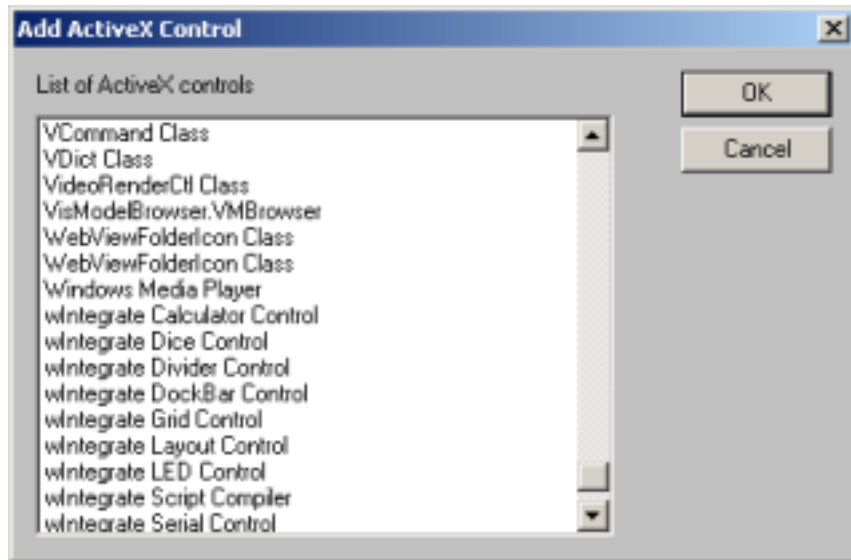 Add ActiveX Control
List of ActiveX controls
OK
Cancel
VCommand Class
VDict Class
VideoRenderCtl Class
VisModelBrowser.VMBrowser
WebViewFolderIcon Class
WebViewFolderIcon Class
Windows Media Player
wIntegrate Calculator Control
wIntegrate Dice Control
wIntegrate Divider Control
wIntegrate DockBar Control
wIntegrate Grid Control
wIntegrate Layout Control
wIntegrate LED Control
wIntegrate Script Compiler
wIntegrate Serial Control